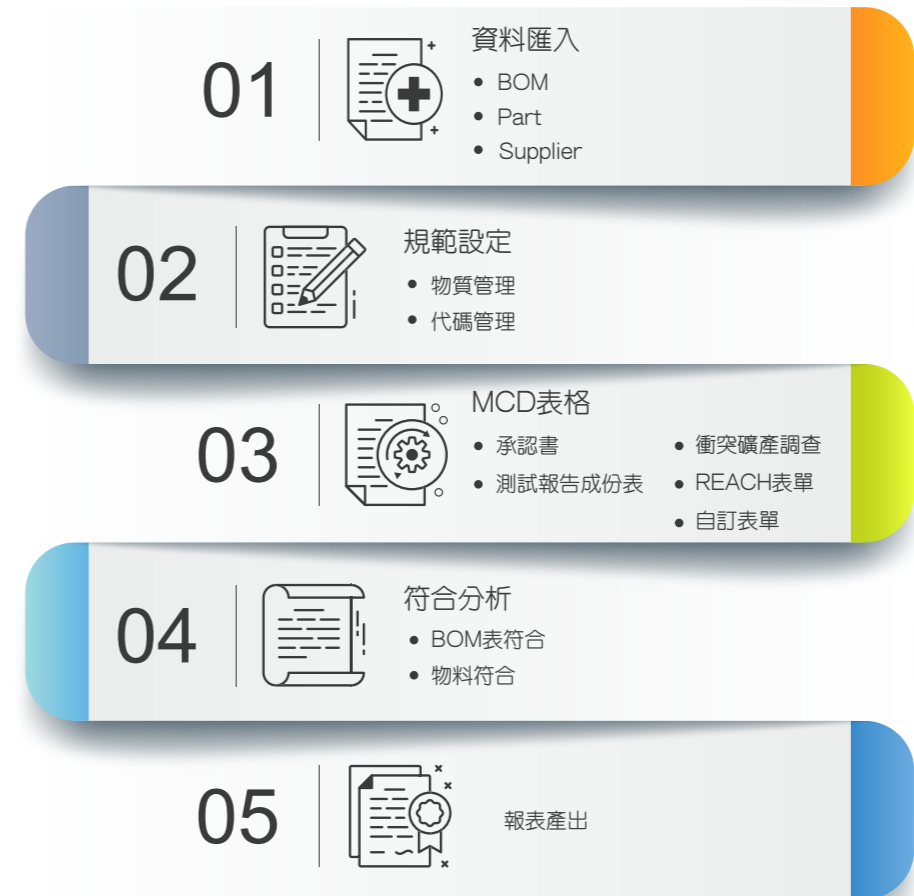 01
資料匯入
• BOM
• Part
• Supplier
02
規範設定
• 物質管理
• 代碼管理
03
MCD表格
• 承認書
• 測試報告成份表
• 衝突礦產調查
• REACH表單
• 自訂表單
04
符合分析
• BOM表符合
• 物料符合
05
報表產出